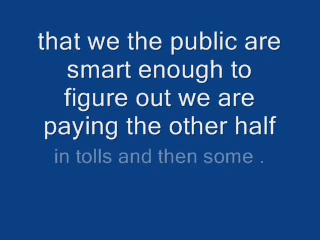 that we the public are
smart enough to
figure out we are
paying the other half
in tolls and then some .